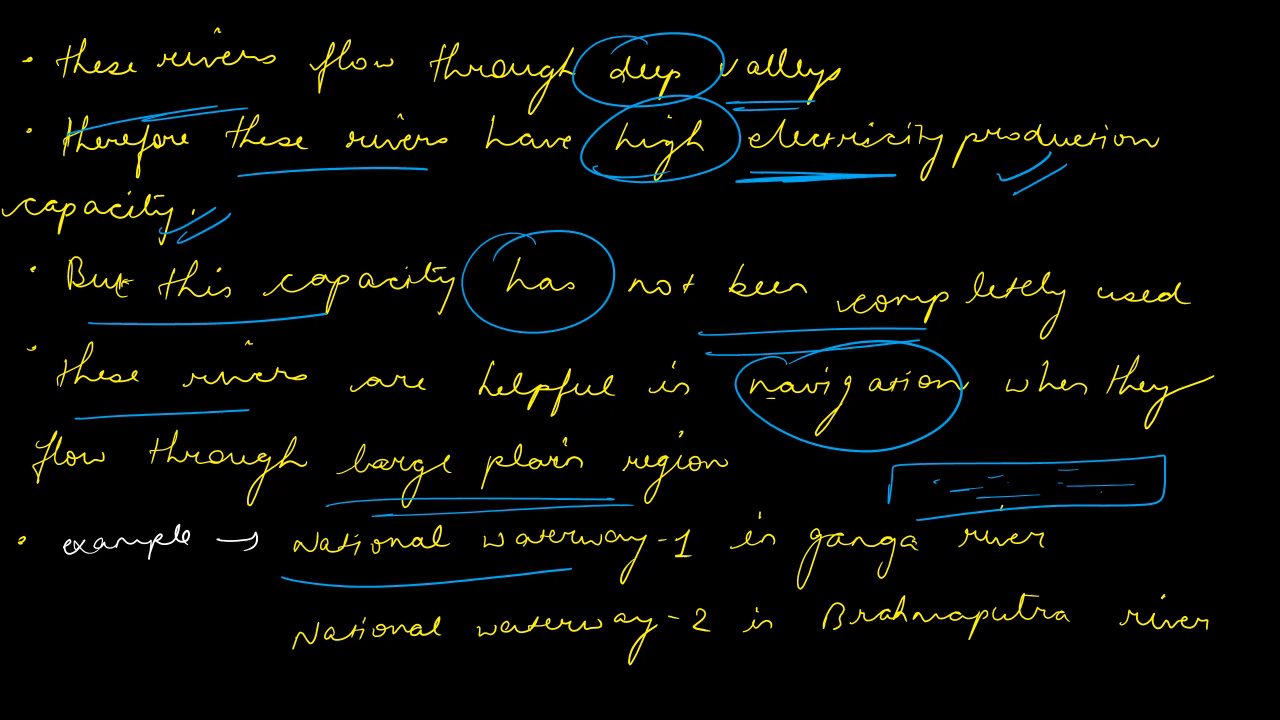 • these rivers flow through deep valleys
• therefore these rivers have high electricity production
capacity.
• But this capacity has not been completely used
• these rivers are helpful in navigation when they
flow through large plain region
• example → National waterway-1 in ganga river
National waterway-2 in Brahmaputra river